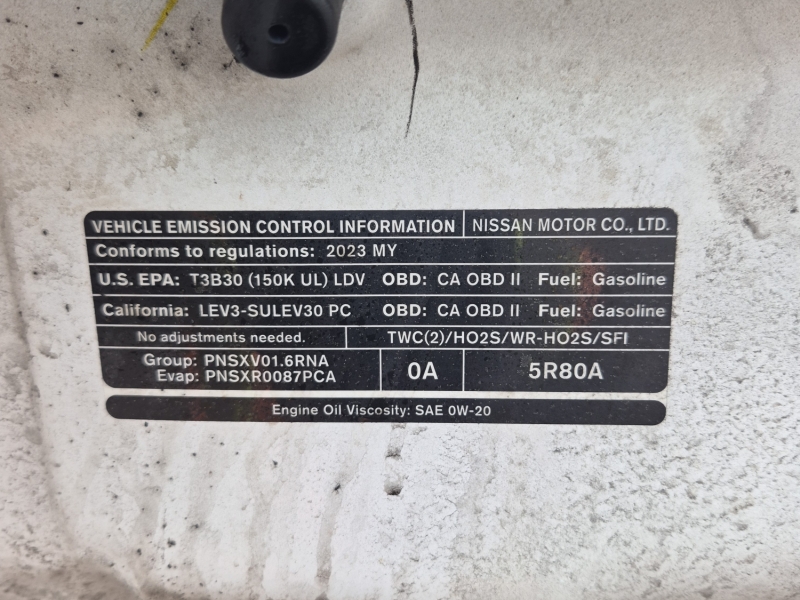 VEHICLE EMISSION CONTROL INFORMATION NISSAN MOTOR CO., LTD.
Conforms to regulations: 2023 MY
U.S. EPA: T3B30 (150K UL) LDV OBD: CA OBD II Fuel: Gasoline
California: LEV3-SULEV30 PC OBD: CA OBD II Fuel: Gasoline
No adjustments needed. TWC(2)/HO2S/WR-HO2S/SFI
Group: PNSXV01.6RNA
Evap: PNSXR0087PCA
0A 5R80A
Engine Oil Viscosity: SAE 0W-20